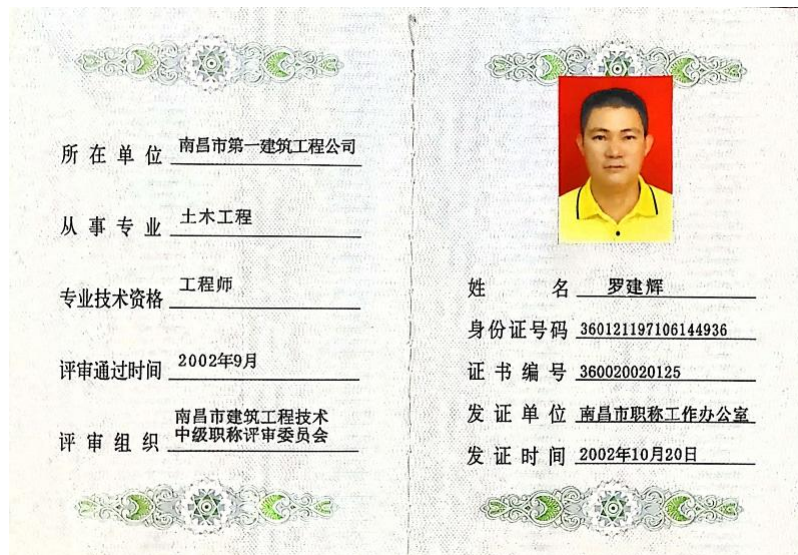 所在单位 南昌市第一建筑工程公司
从事专业 土木工程
专业技术资格 工程师
评审通过时间 2002年9月
评审组织 南昌市建筑工程技术
中级职称评审委员会
姓名 罗建辉
身份证号码 360121197106144936
证书编号 360020020125
发证单位 南昌市职称工作办公室
发证时间 2002年10月20日